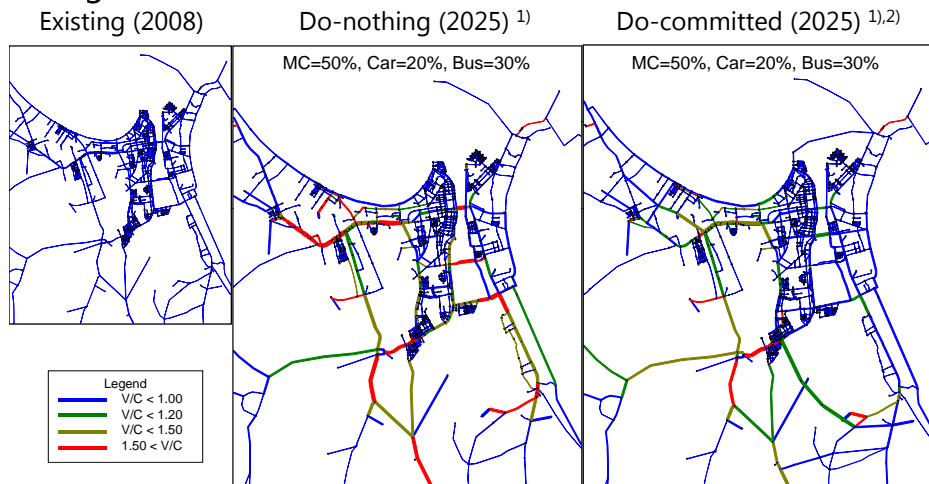 Existing (2008)
Do-nothing (2025) 1)
Do-committed (2025) 1),2)
MC=50%, Car=20%, Bus=30%
MC=50%, Car=20%, Bus=30%
Legend
V/C < 1.00
V/C < 1.20
V/C < 1.50
1.50 < V/C